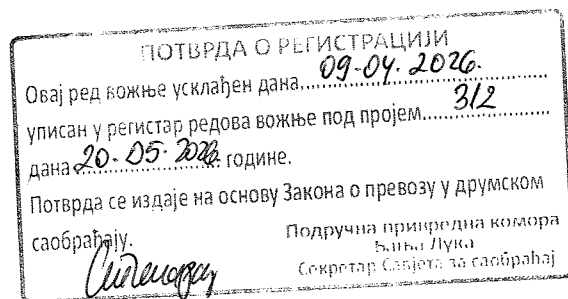 ПОТВРДА О РЕГИСТРАЦИЈИ
Овај ред вожње усклађен дана 09-04. 2026.
уписан у регистар редова вожње под пројем 312
дана 20-05-2026. године.
Потврда се издаје на основу Закона о превозу у друмском
саобраћају.
Подручна привредна комора
Бања Лука
Секретар Савјета за саобраћај